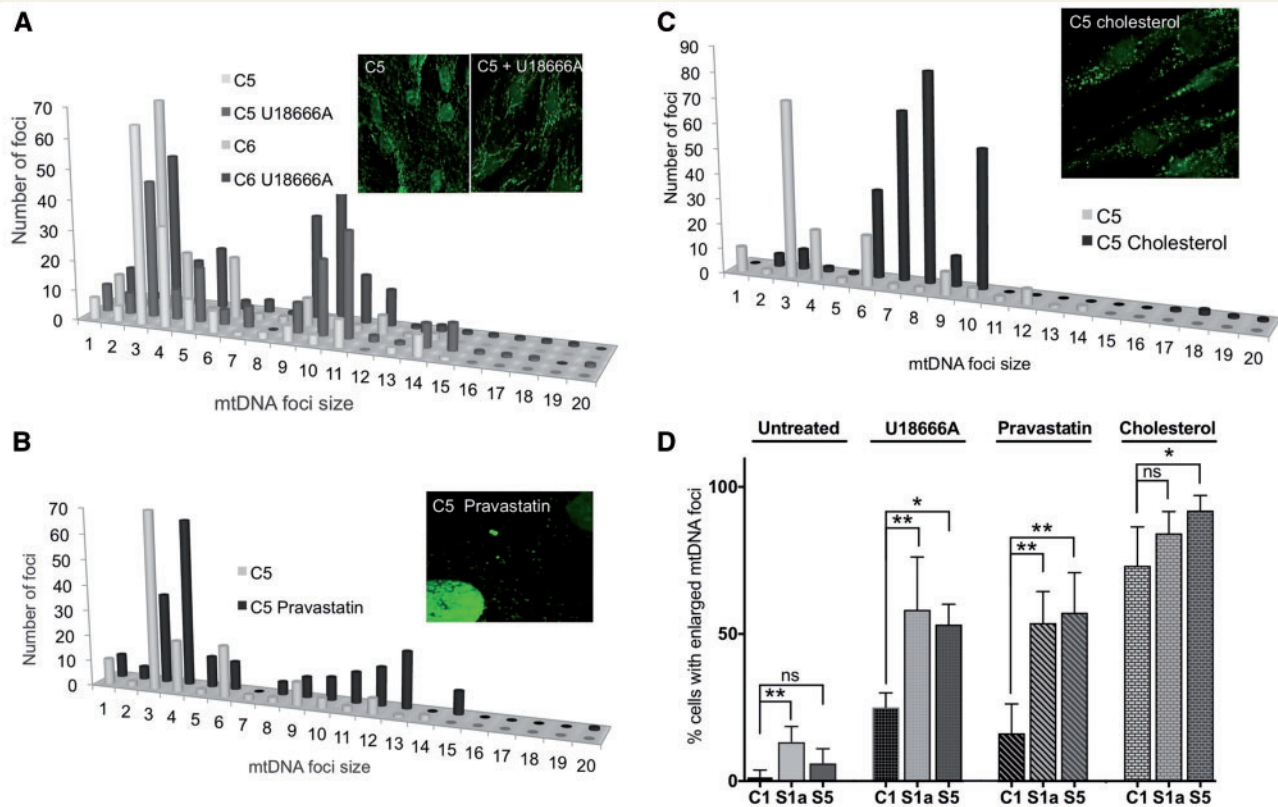 A
C5
C5 U18666A
C6
C6 U18666A
C5
C5 + U18666A
Number of foci
70
60
50
40
30
20
10
0
1 2 3 4 5 6 7 8 9 10 11 12 13 14 15 16 17 18 19 20
mtDNA foci size
B
C5 Pravastatin
C5
C5 Pravastatin
Number of foci
70
60
50
40
30
20
10
0
1 2 3 4 5 6 7 8 9 10 11 12 13 14 15 16 17 18 19 20
mtDNA foci size
C
C5 cholesterol
C5
C5 Cholesterol
Number of foci
90
80
70
60
50
40
30
20
10
0
1 2 3 4 5 6 7 8 9 10 11 12 13 14 15 16 17 18 19 20
mtDNA foci size
D
Untreated U18666A Pravastatin Cholesterol
% cells with enlarged mtDNA foci
100
50
0
ns
**
*
**
**
**
*
ns
C1 S1a S5 C1 S1a S5 C1 S1a S5 C1 S1a S5